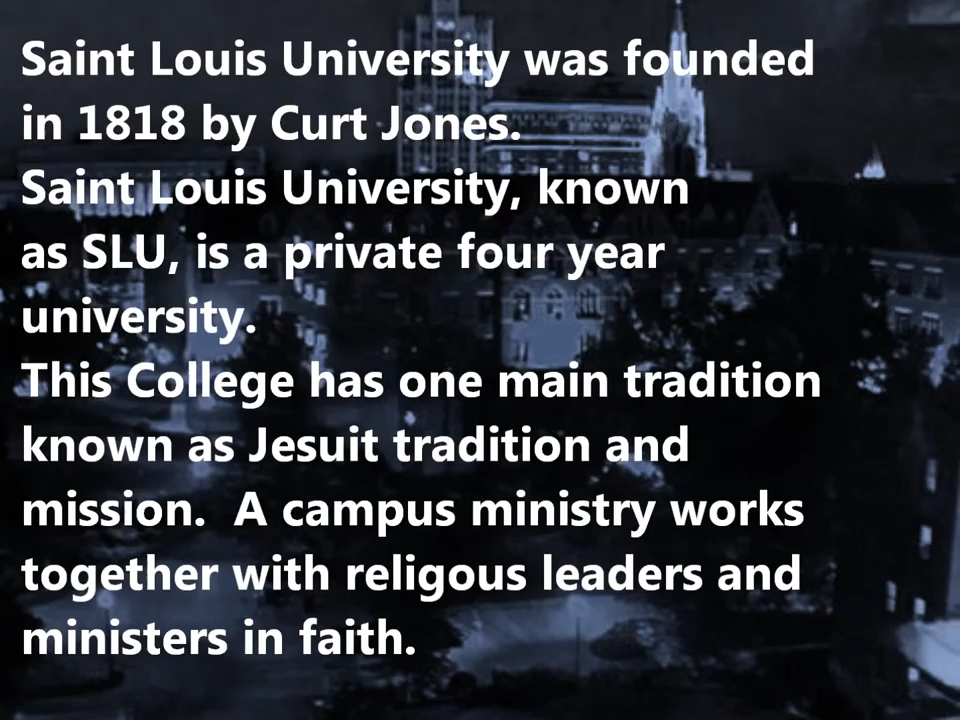 Saint Louis University was founded
in 1818 by Curt Jones.
Saint Louis University, known
as SLU, is a private four year
university.
This College has one main tradition
known as Jesuit tradition and
mission.  A campus ministry works
together with religous leaders and
ministers in faith.